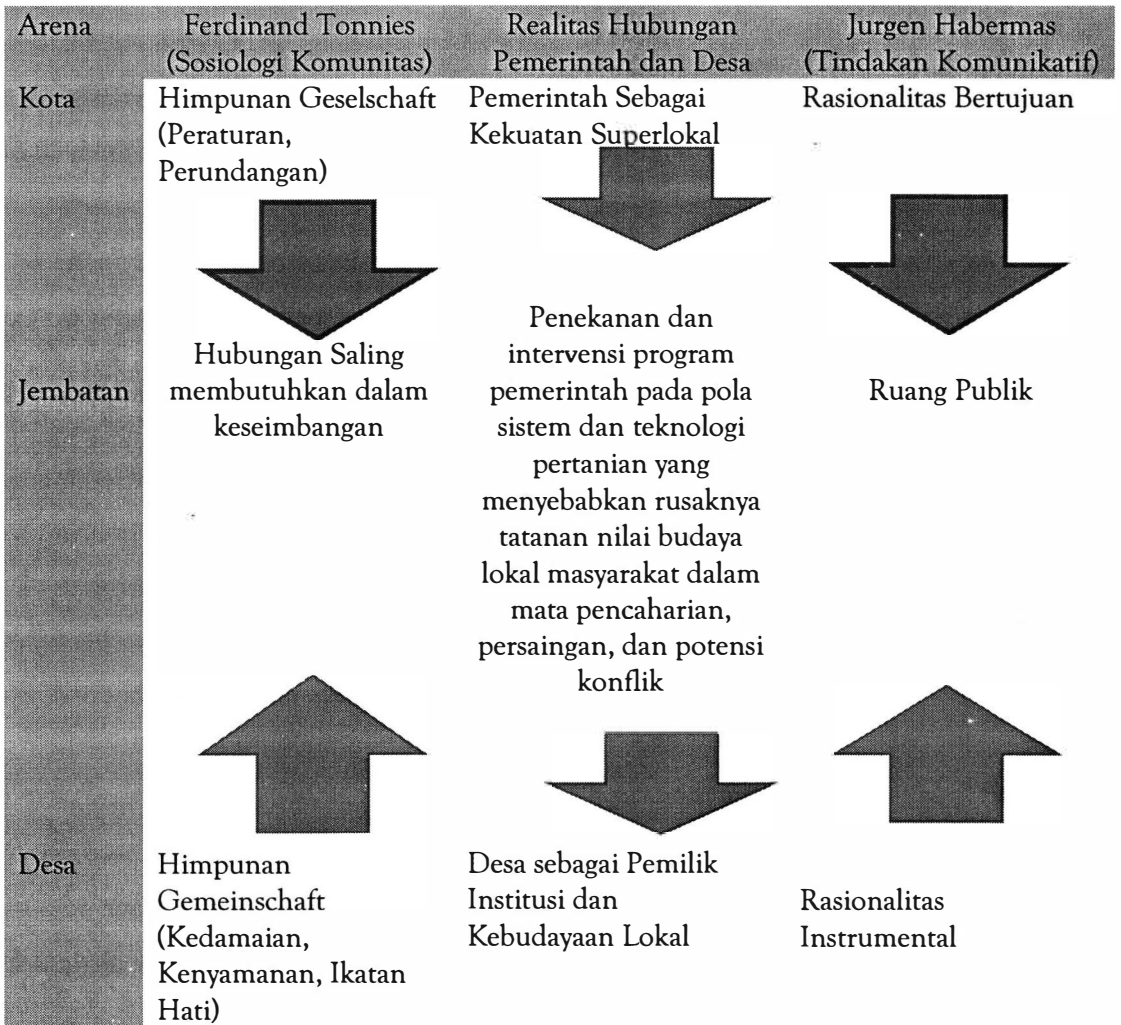 Arena
Ferdinand Tonnies
(Sosiologi Komunitas)
Realitas Hubungan
Pemerintah dan Desa
Jurgen Habermas
(Tindakan Komunikatif)
Kota
Himpunan Geselschaft
(Peraturan,
Perundangan)
Pemerintah Sebagai
Kekuatan Superlokal
Rasionalitas Bertujuan
Jembatan
Hubungan Saling
membutuhkan dalam
keseimbangan
Penekanan dan
intervensi program
pemerintah pada pola
sistem dan teknologi
pertanian yang
menyebabkan rusaknya
tatanan nilai budaya
lokal masyarakat dalam
mata pencaharian,
persaingan, dan potensi
konflik
Ruang Publik
Desa
Himpunan
Gemeinschaft
(Kedamaian,
Kenyamanan, Ikatan
Hati)
Desa sebagai Pemilik
Institusi dan
Kebudayaan Lokal
Rasionalitas
Instrumental